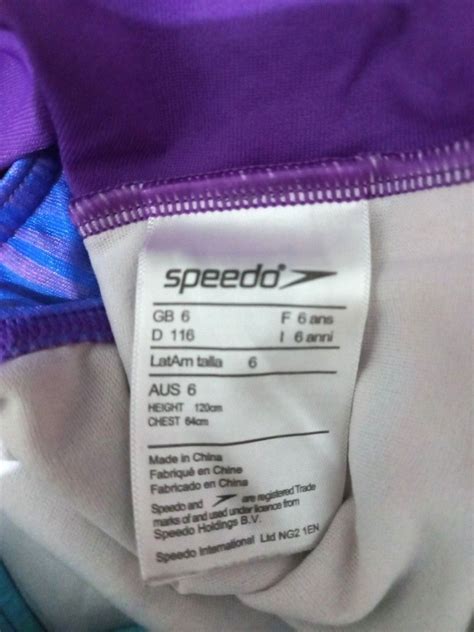 speedo
GB 6 F 6 ans
D 116 I 6 anni
LatAm talla 6
AUS 6
HEIGHT 120cm
CHEST 64cm
Made in China
Fabriqué en Chine
Fabricado en China
Speedo and are registered Trade
marks of and used under licence from
Speedo Holdings B.V.
Speedo International Ltd NG2 1EN